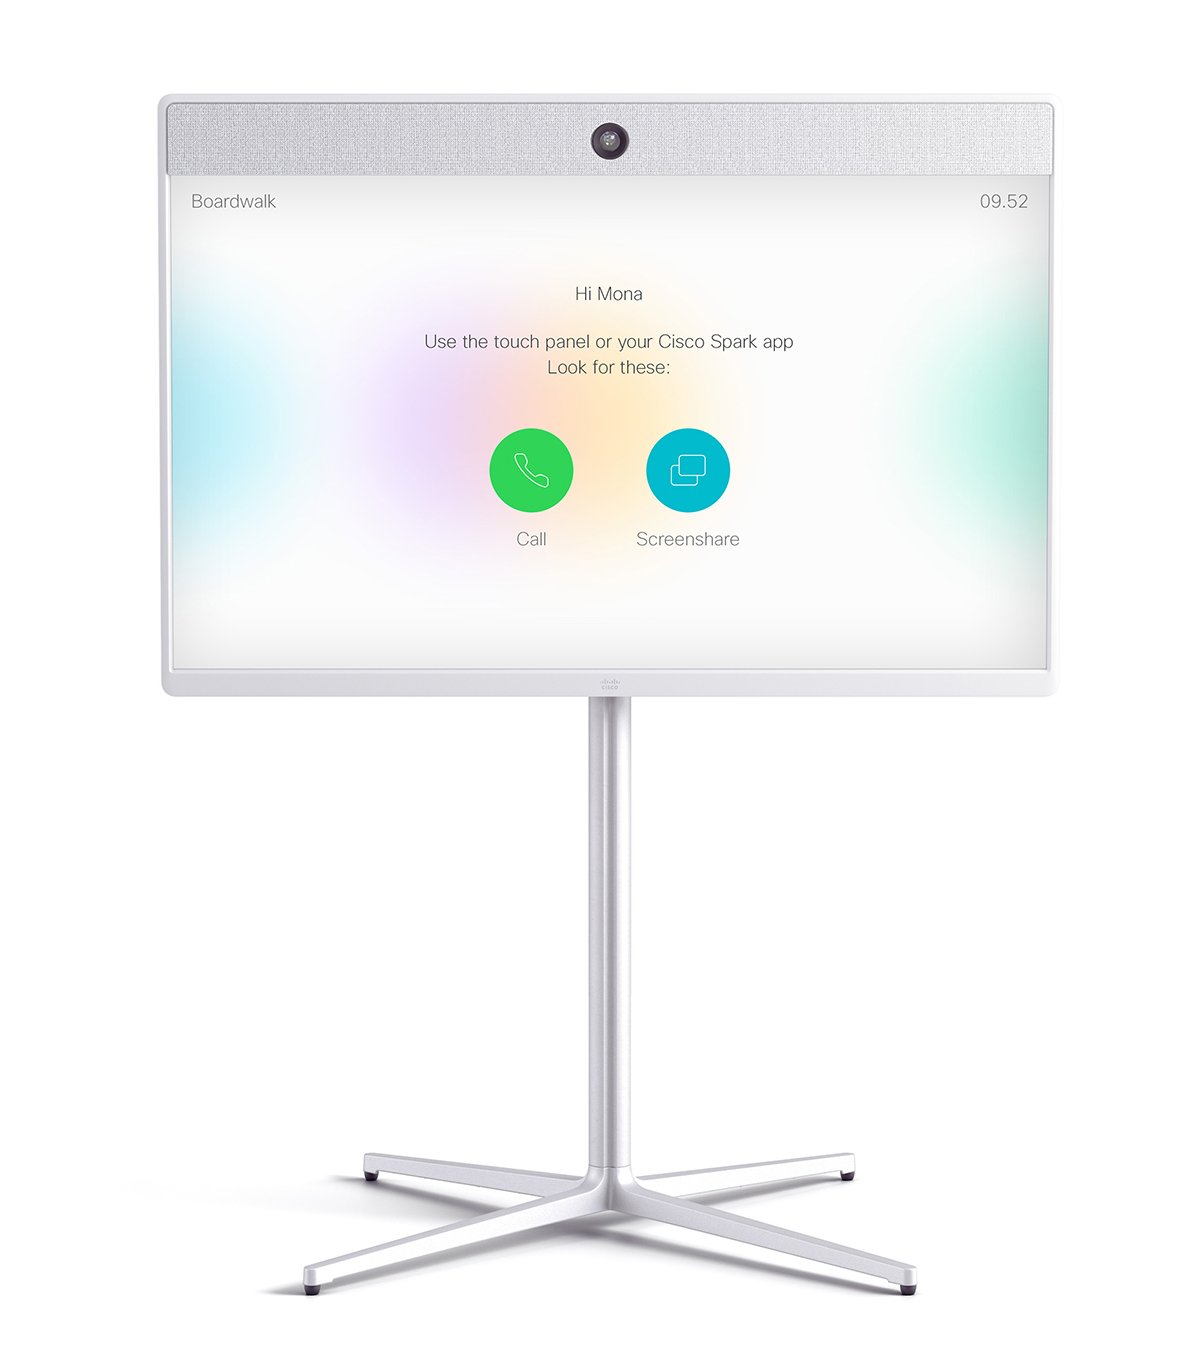 Boardwalk
09.52
Hi Mona
Use the touch panel or your Cisco Spark app
Look for these:
Call
Screenshare
cisco